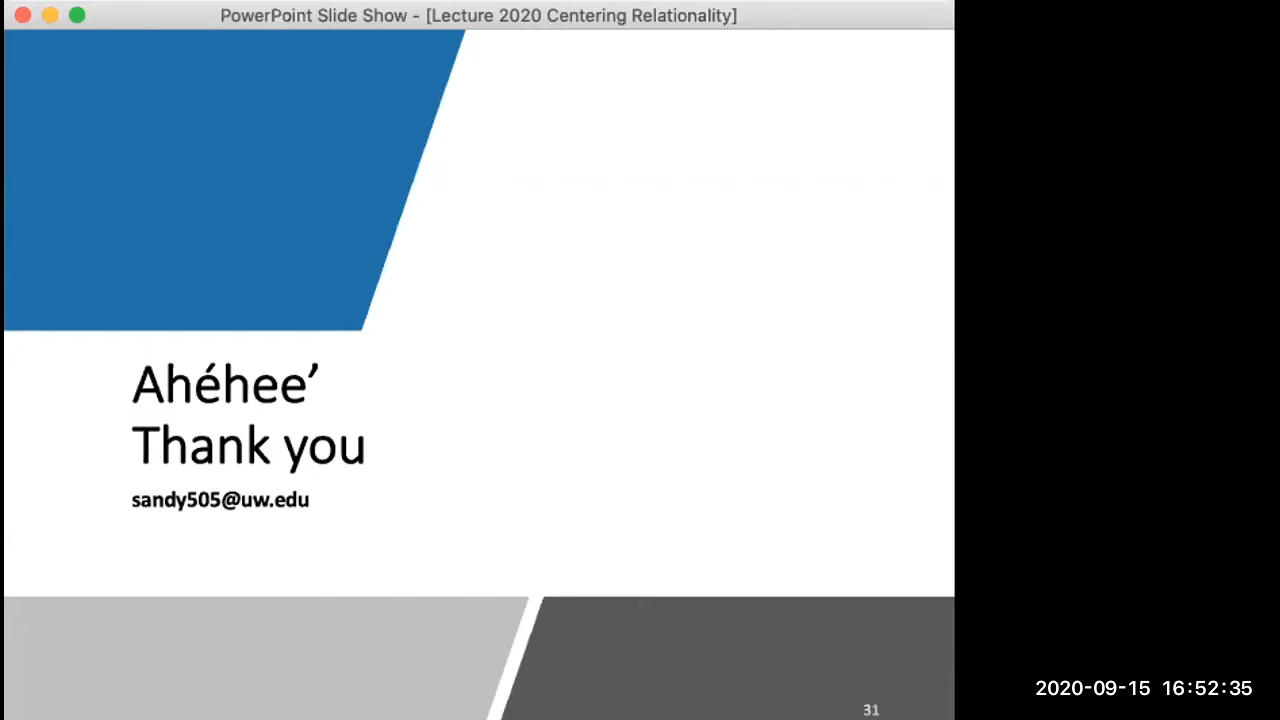 PowerPoint Slide Show - [Lecture 2020 Centering Relationality]
Ahéhee’
Thank you
sandy505@uw.edu
31
2020-09-15 16:52:35